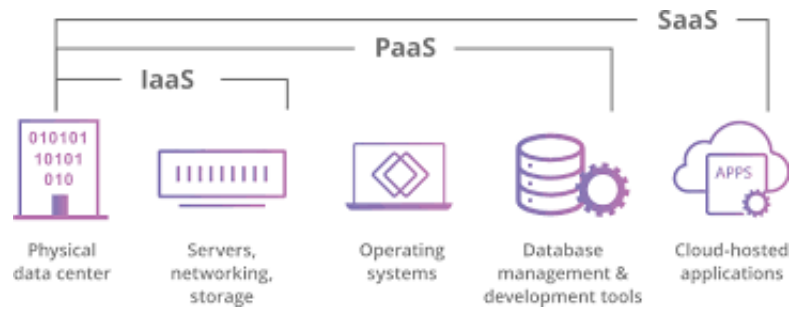 SaaS
PaaS
IaaS
010101
10101
010
APPS
Physical
data center
Servers,
networking,
storage
Operating
systems
Database
management &
development tools
Cloud-hosted
applications